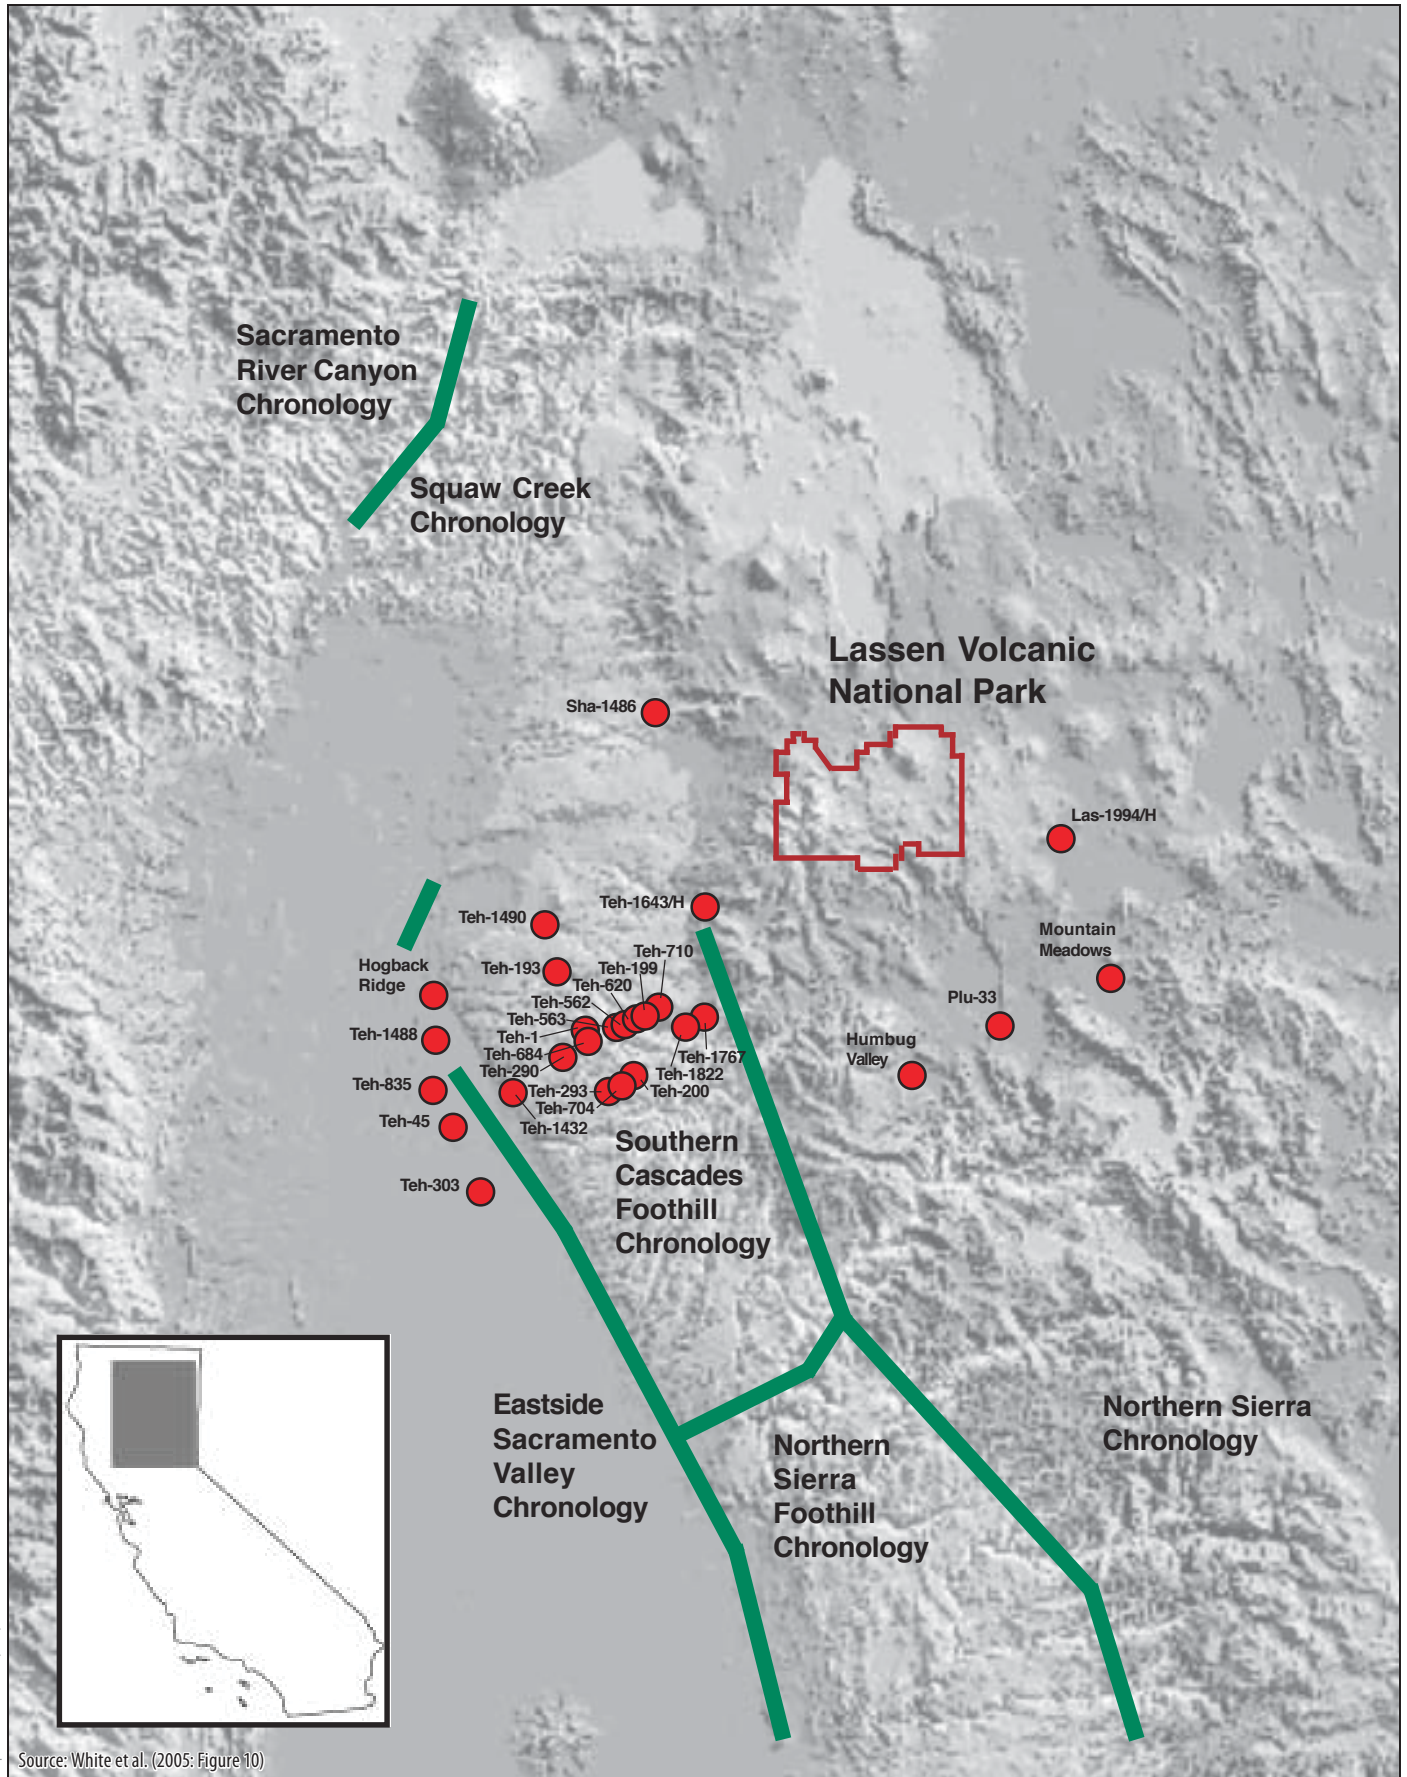 Sacramento
River Canyon
Chronology
Squaw Creek
Chronology
Lassen Volcanic
National Park
Sha-1486
Las-1994/H
Teh-1643/H
Teh-1490
Mountain
Meadows
Teh-710
Hogback
Ridge
Teh-193
Teh-199
Teh-620
Plu-33
Teh-562
Teh-563
Teh-1488
Teh-1
Humbug
Valley
Teh-684
Teh-1767
Teh-290
Teh-1822
Teh-835
Teh-293
Teh-200
Teh-704
Teh-45
Teh-1432
Southern
Cascades
Foothill
Chronology
Teh-303
Eastside
Sacramento
Valley
Chronology
Northern Sierra
Chronology
Northern
Sierra
Foothill
Chronology
Source: White et al. (2005: Figure 10)